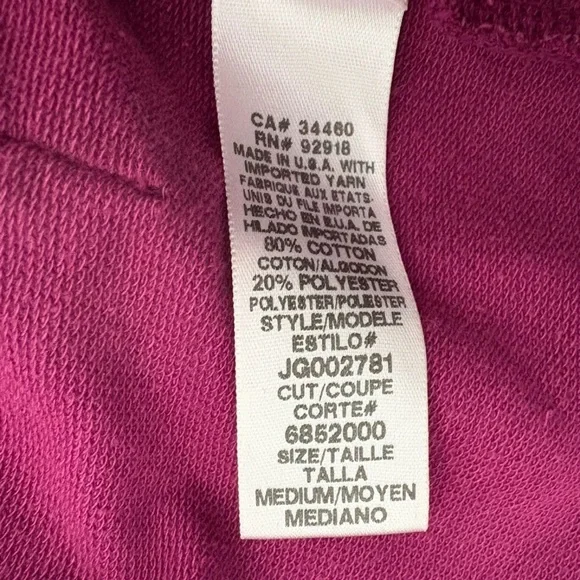 CA# 34460
RN# 92918
MADE IN U.S.A. WITH
IMPORTED YARN
FABRIQUE AUX ETATS-
UNIS DU FILE IMPORTA
HECHO EN E.U.A. DE
HILADO IMPORTADAS
80% COTTON
COTON/ALGODON
20% POLYESTER
POLYESTER/POLIESTER
STYLE/MODELE
ESTILO#
JG002781
CUT/COUPE
CORTE#
6852000
SIZE/TAILLE
TALLA
MEDIUM/MOYEN
MEDIANO